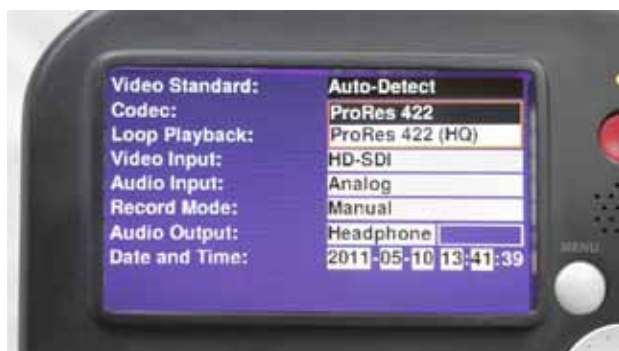 Video Standard: Auto-Detect
Codec: ProRes 422
Loop Playback: ProRes 422 (HQ)
Video Input: HD-SDI
Audio Input: Analog
Record Mode: Manual
Audio Output: Headphone
Date and Time: 2011-05-10 13:41:39
MENU